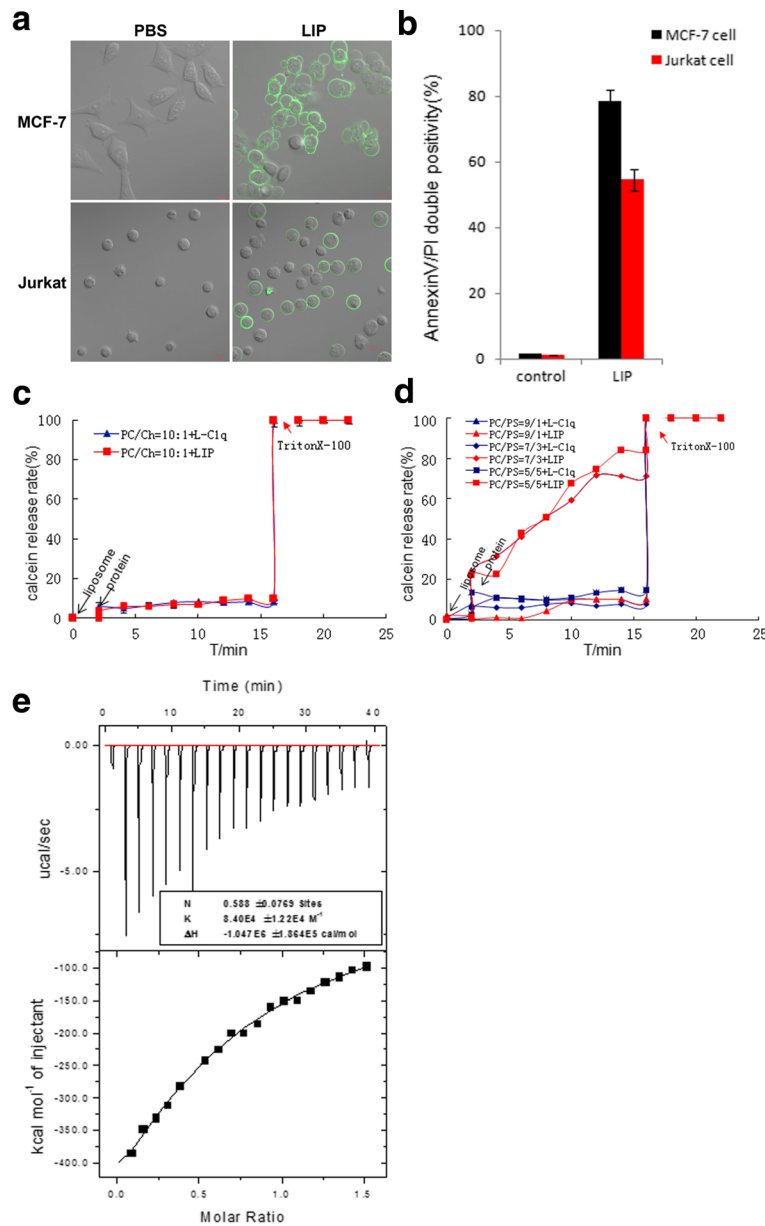 a
PBS
LIP
MCF-7
Jurkat
b
MCF-7 cell
Jurkat cell
AnnexinV/PI double positivity(%)
100
80
60
40
20
0
control
LIP
c
PC/Ch=10:1+L-C1q
PC/Ch=10:1+LIP
TritonX-100
liposome
protein
calcein release rate(%)
100
80
60
40
20
0
0
5
10
15
20
25
T/min
d
PC/PS=9/1+L-C1q
PC/PS=9/1+LIP
PC/PS=7/3+L-C1q
PC/PS=7/3+LIP
PC/PS=5/5+L-C1q
PC/PS=5/5+LIP
TritonX-100
liposome
protein
calcein release rate(%)
100
80
60
40
20
0
0
5
10
15
20
25
T/min
e
Time (min)
0 10 20 30 40
0.00
-5.00
ucal/sec
N 0.588 ±0.0769 Sites
K 8.40E4 ±1.22E4 M-1
ΔH -1.047E6 ±1.864E5 cal/mol
-100.0
-150.0
-200.0
-250.0
-300.0
-350.0
-400.0
kcal mol-1 of injectant
0.0 0.5 1.0 1.5
Molar Ratio